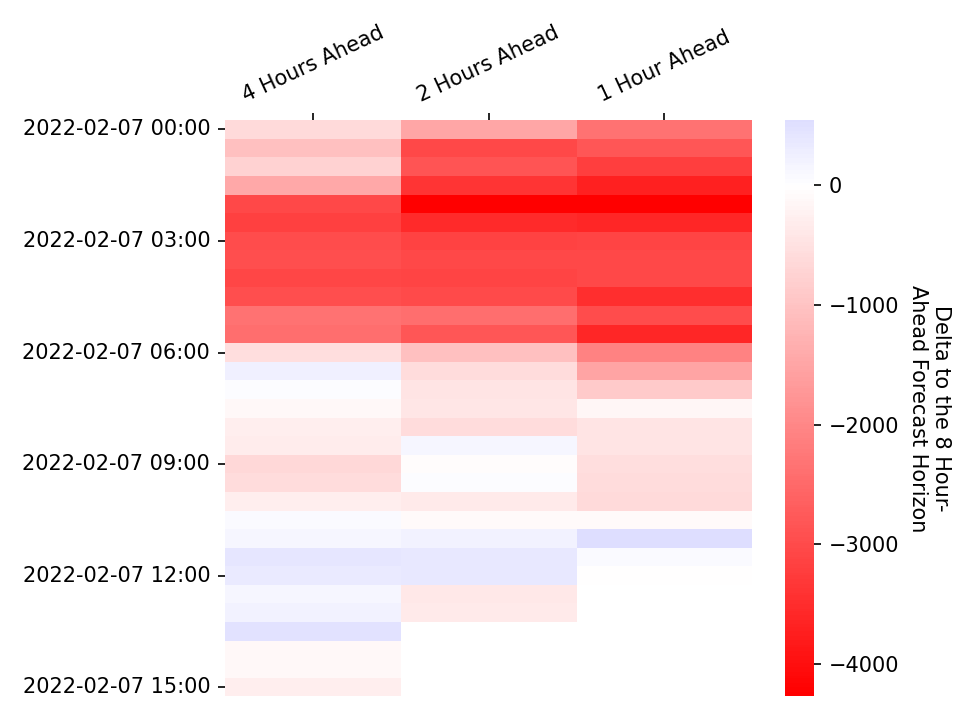 4 Hours Ahead
2 Hours Ahead
1 Hour Ahead
2022-02-07 00:00
2022-02-07 03:00
2022-02-07 06:00
2022-02-07 09:00
2022-02-07 12:00
2022-02-07 15:00
0
−1000
−2000
−3000
−4000
Delta to the 8 Hour-
Ahead Forecast Horizon